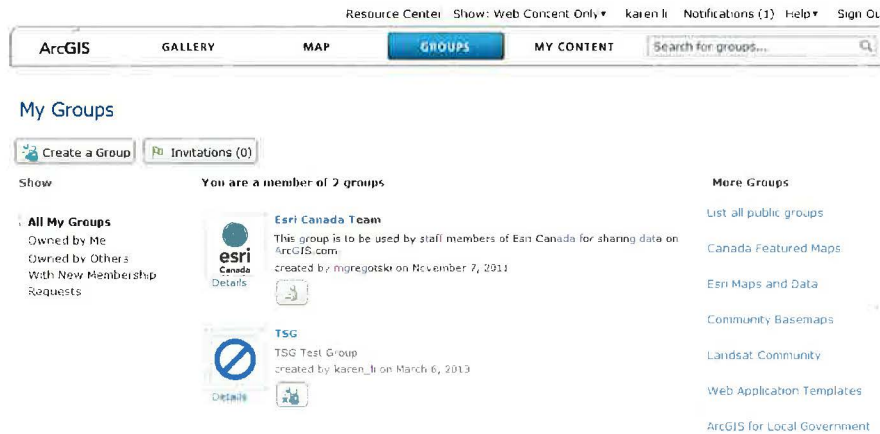 Resource Center Show: Web Content Only▾ karen li Notifications (1) Help▾ Sign Ou
ArcGIS GALLERY MAP GROUPS MY CONTENT Search for groups...
My Groups
Create a Group Invitations (0)
Show
All My Groups
Owned by Me
Owned by Others
With New Membership
Requests
You are a member of 2 groups
esri
Canada
Details
Esri Canada Team
This group is to be used by staff members of Esri Canada for sharing data on
ArcGIS.com
created by mgregotski on November 7, 2011
Details
TSG
TSG Test Group
created by karen_li on March 6, 2013
More Groups
List all public groups
Canada Featured Maps
Esri Maps and Data
Community Basemaps
Landsat Community
Web Application Templates
ArcGIS for Local Government